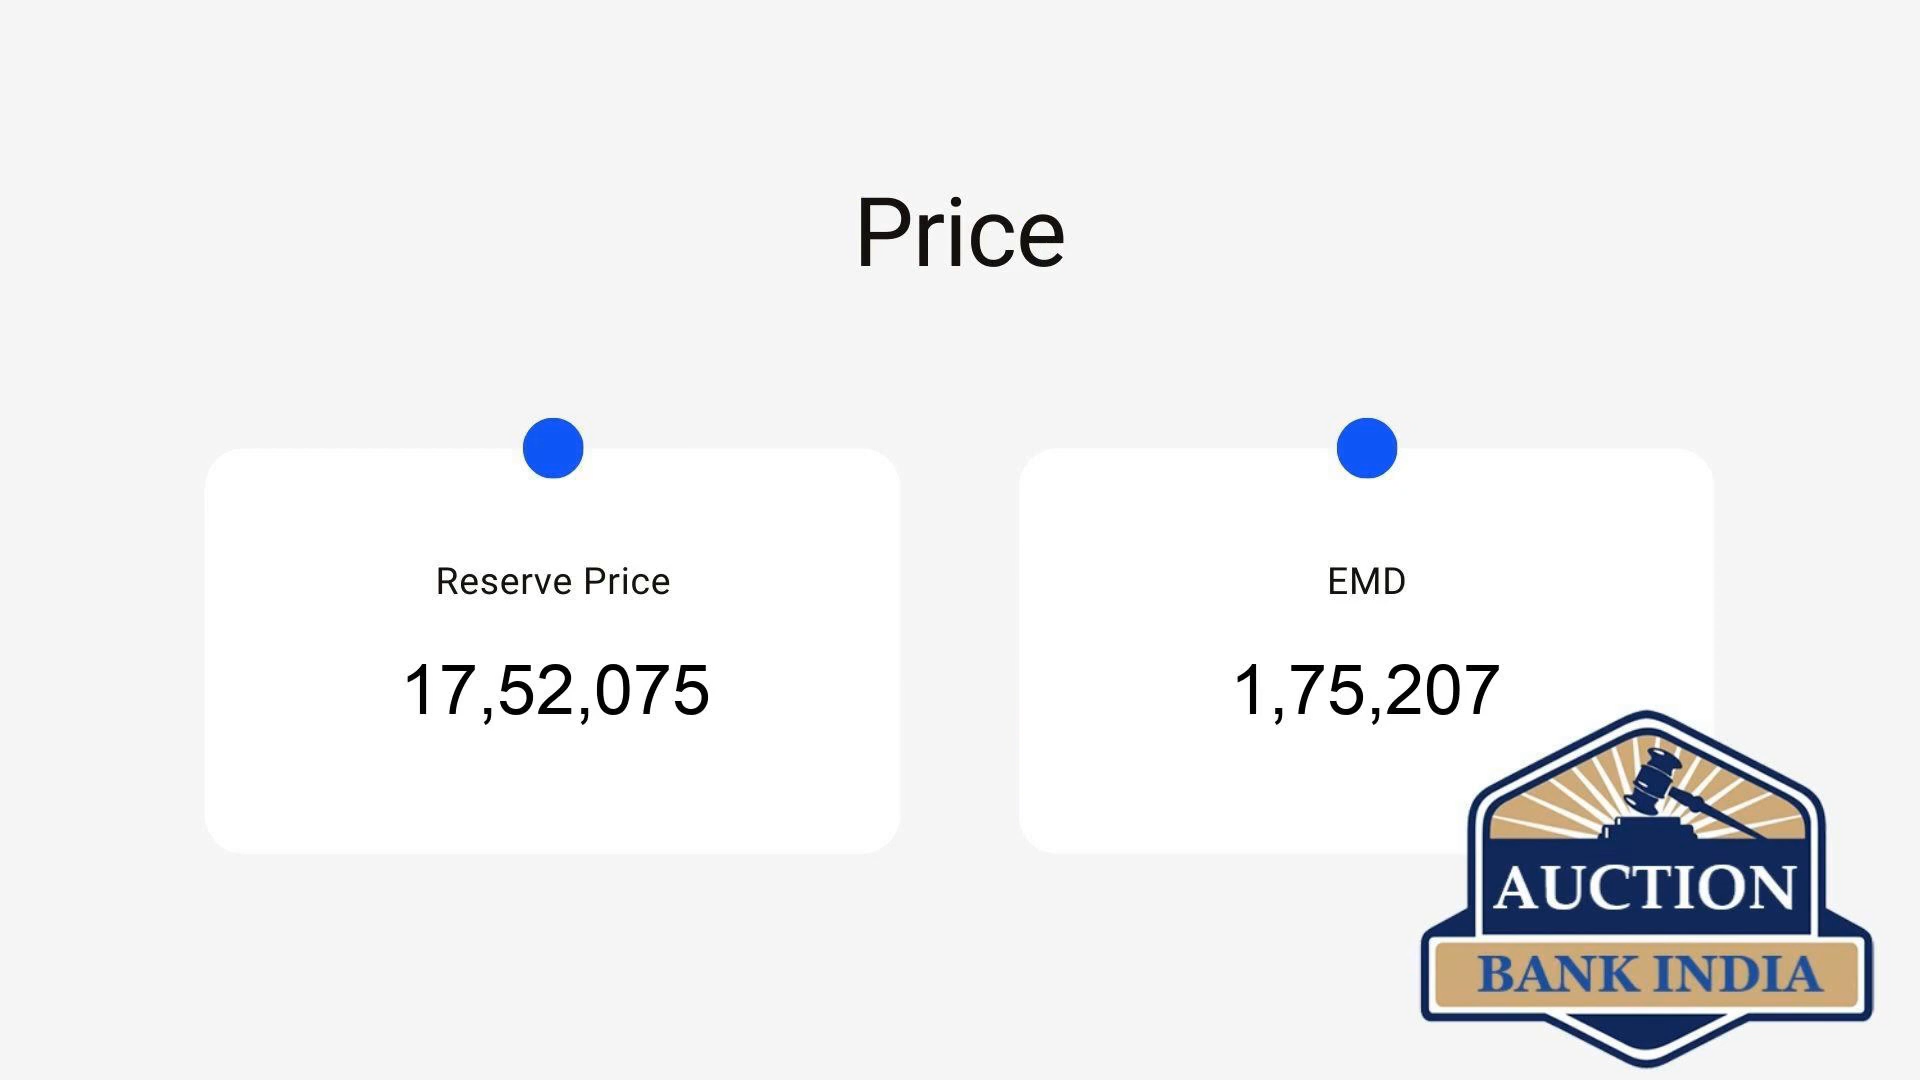 Price
Reserve Price
17,52,075
EMD
1,75,207
AUCTION
BANK INDIA